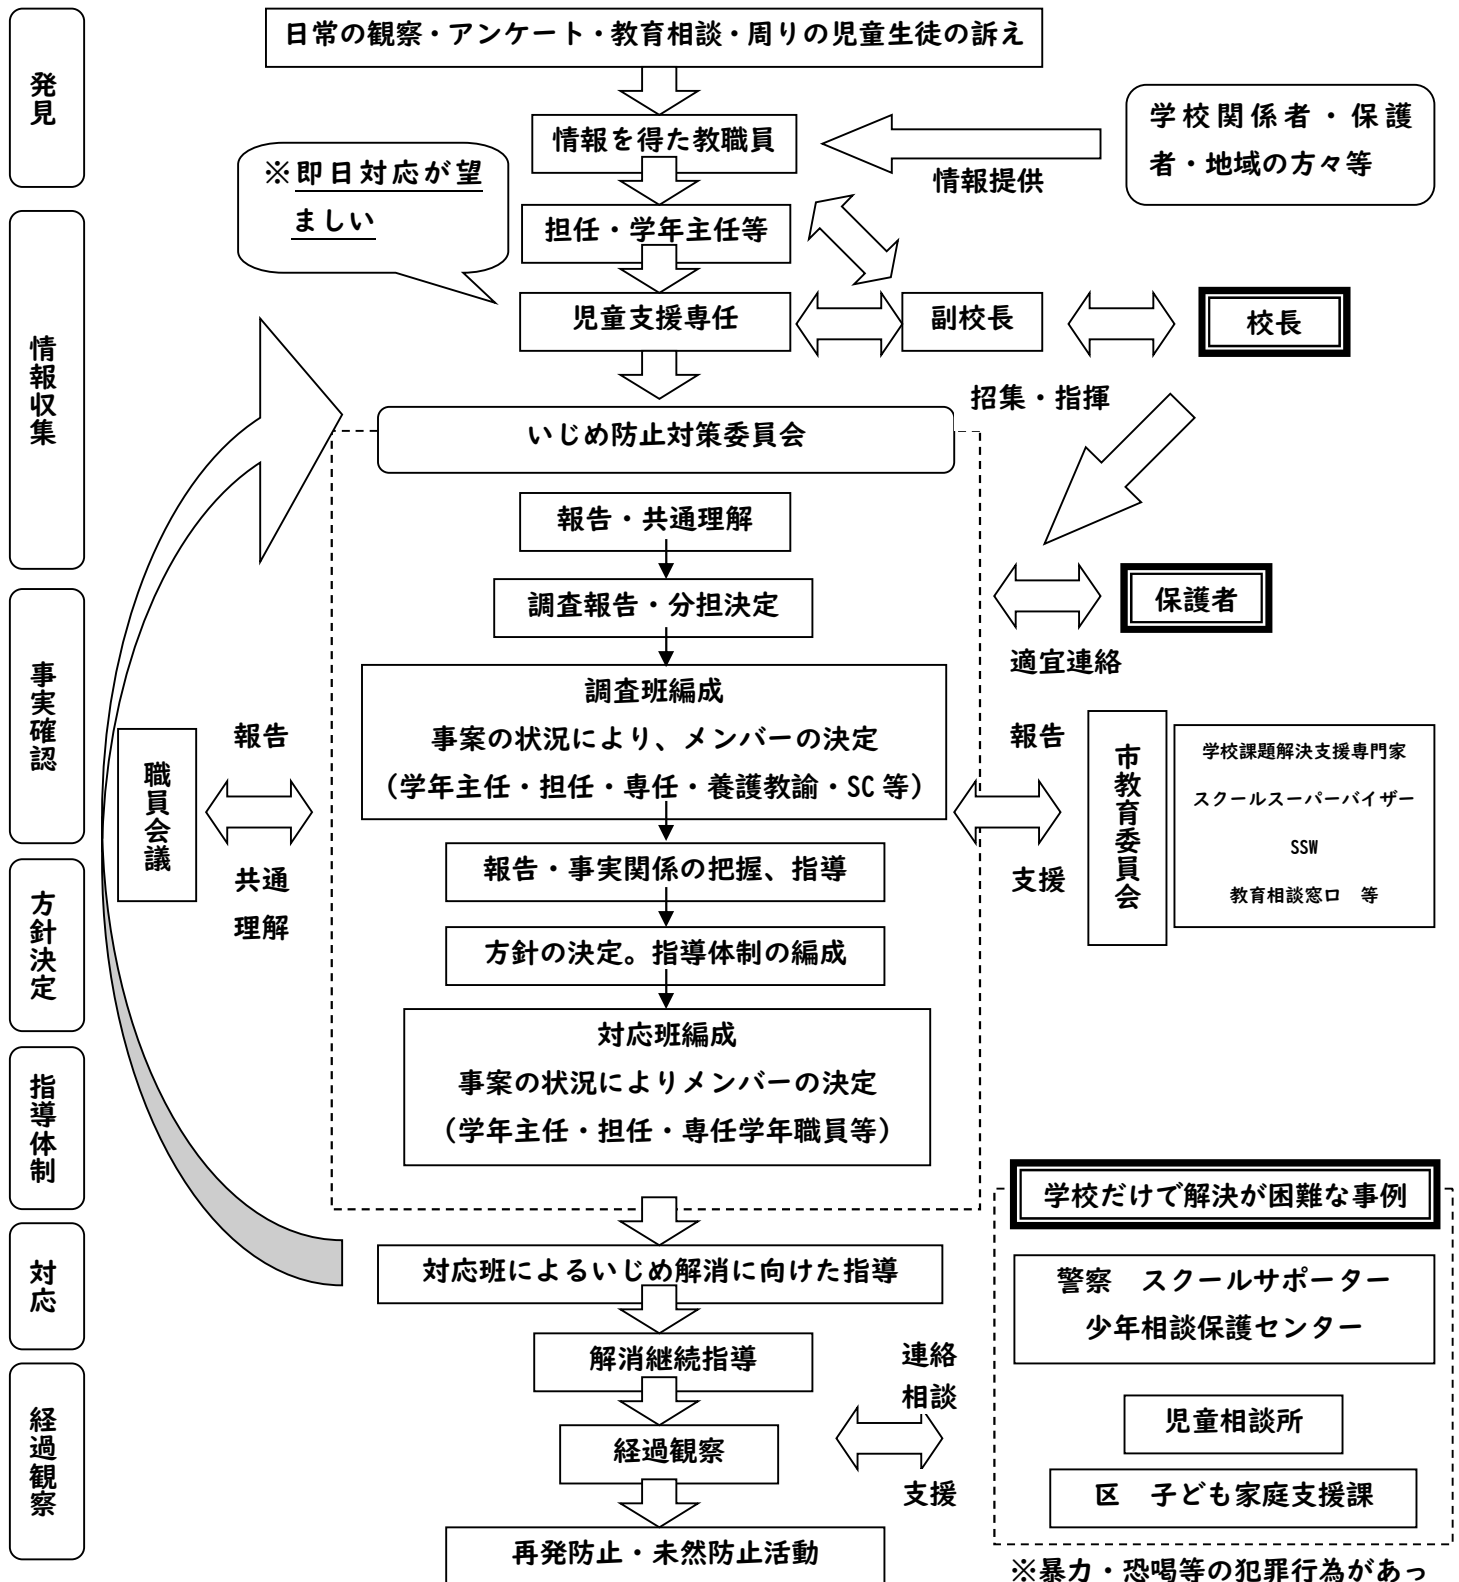 発見
情報収集
事実確認
方針決定
指導体制
対応
経過観察
日常の観察・アンケート・教育相談・周りの児童生徒の訴え
情報を得た教職員
学校関係者・保護
者・地域の方々等
情報提供
※即日対応が望
ましい
担任・学年主任等
児童支援専任
副校長
校長
招集・指揮
いじめ防止対策委員会
報告・共通理解
調査報告・分担決定
保護者
適宜連絡
調査班編成
事案の状況により、メンバーの決定
(学年主任・担任・専任・養護教諭・SC等)
職員会議
報告
共通
理解
報告
支援
市教育委員会
学校課題解決支援専門家
スクールスーパーバイザー
SSW
教育相談窓口　等
報告・事実関係の把握、指導
方針の決定。指導体制の編成
対応班編成
事案の状況によりメンバーの決定
(学年主任・担任・専任学年職員等)
対応班によるいじめ解消に向けた指導
解消継続指導
経過観察
再発防止・未然防止活動
連絡
相談
支援
学校だけで解決が困難な事例
警察　スクールサポーター
少年相談保護センター
児童相談所
区　子ども家庭支援課
※暴力・恐喝等の犯罪行為があっ